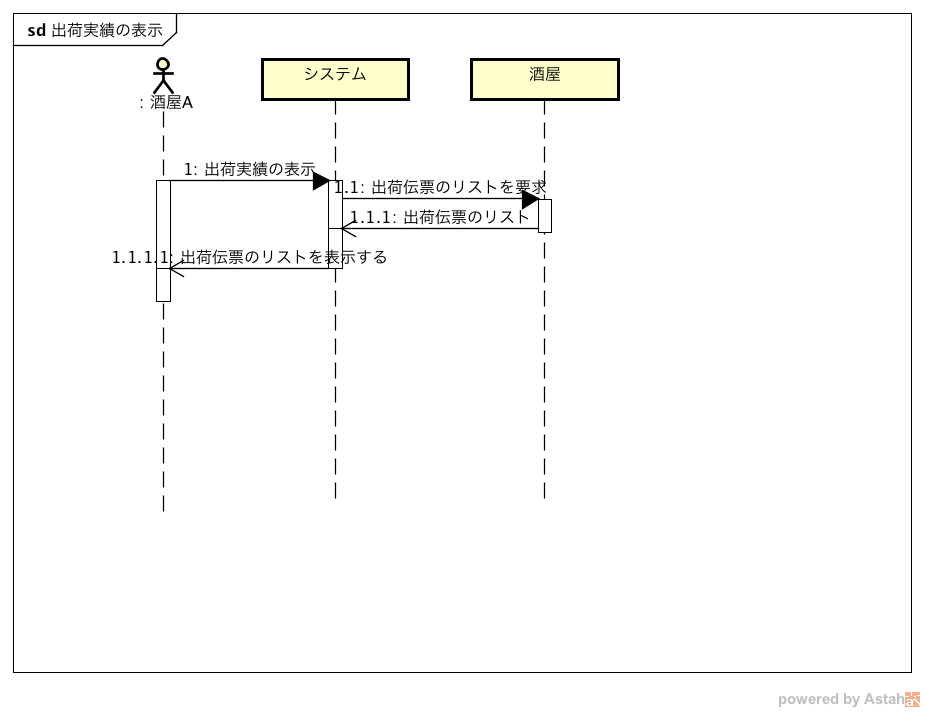 sd 出荷実績の表示
: 酒屋A
システム
酒屋
1: 出荷実績の表示
1.1: 出荷伝票のリストを要求
1.1.1: 出荷伝票のリスト
1.1.1.1: 出荷伝票のリストを表示する
powered by Astah